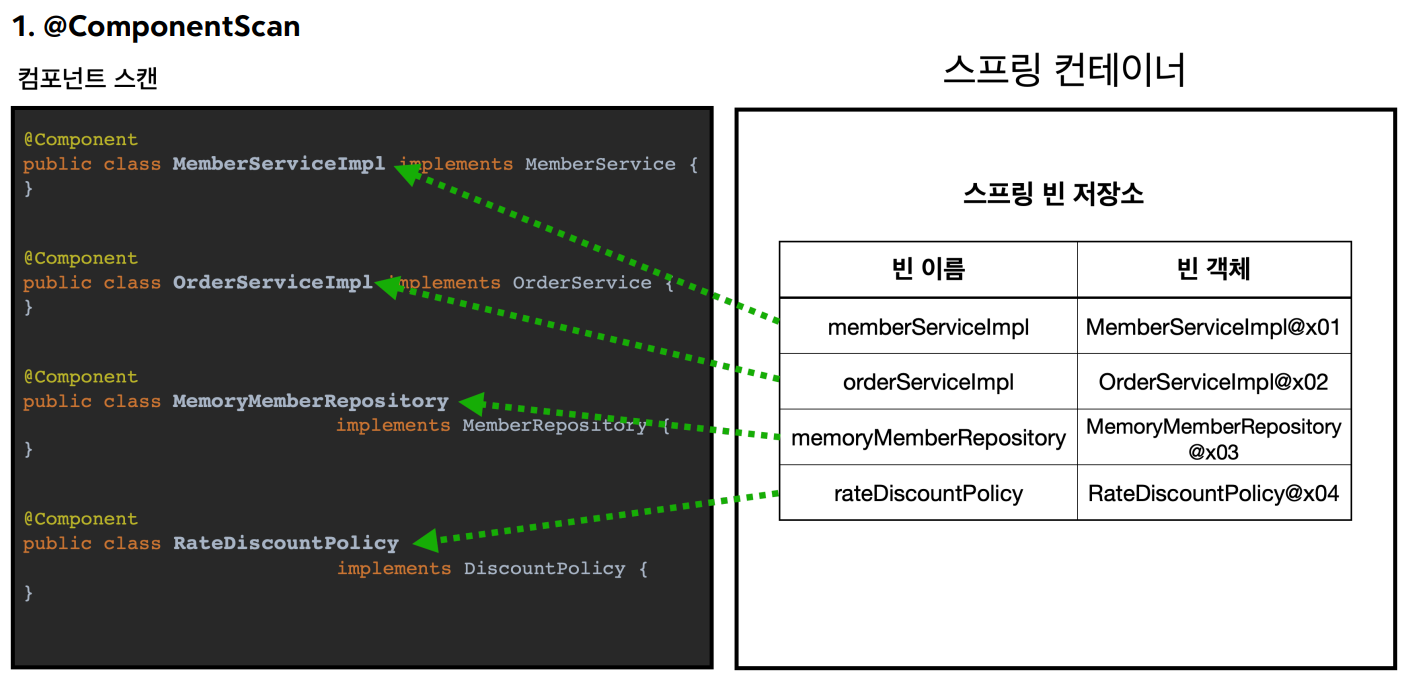 1. @ComponentScan
컴포넌트 스캔
@Component
public class MemberServiceImpl implements MemberService {
}
@Component
public class OrderServiceImpl implements OrderService {
}
@Component
public class MemoryMemberRepository
implements MemberRepository {
}
@Component
public class RateDiscountPolicy
implements DiscountPolicy {
}
스프링 컨테이너
스프링 빈 저장소
빈 이름 빈 객체
memberServiceImpl MemberServiceImpl@x01
orderServiceImpl OrderServiceImpl@x02
memoryMemberRepository MemoryMemberRepository
@x03
rateDiscountPolicy RateDiscountPolicy@x04